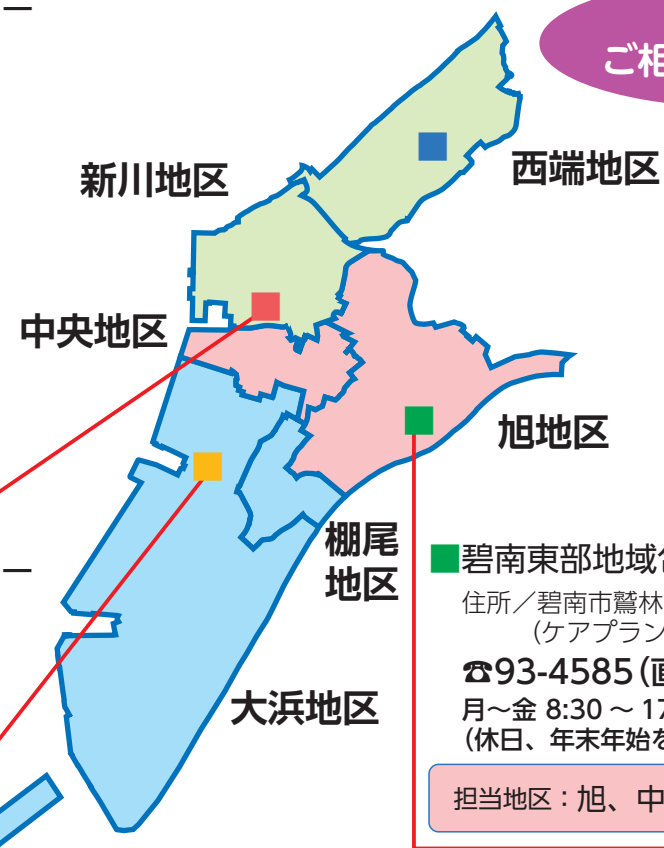 ご相
西端地区
新川地区
中央地区
旭地区
棚尾
地区
大浜地区
■碧南東部地域
住所／碧南市鷲林
(ケアプラン
☎93-4585(直
月～金 8:30 ～ 17
(休日、年末年始を
担当地区：旭、中